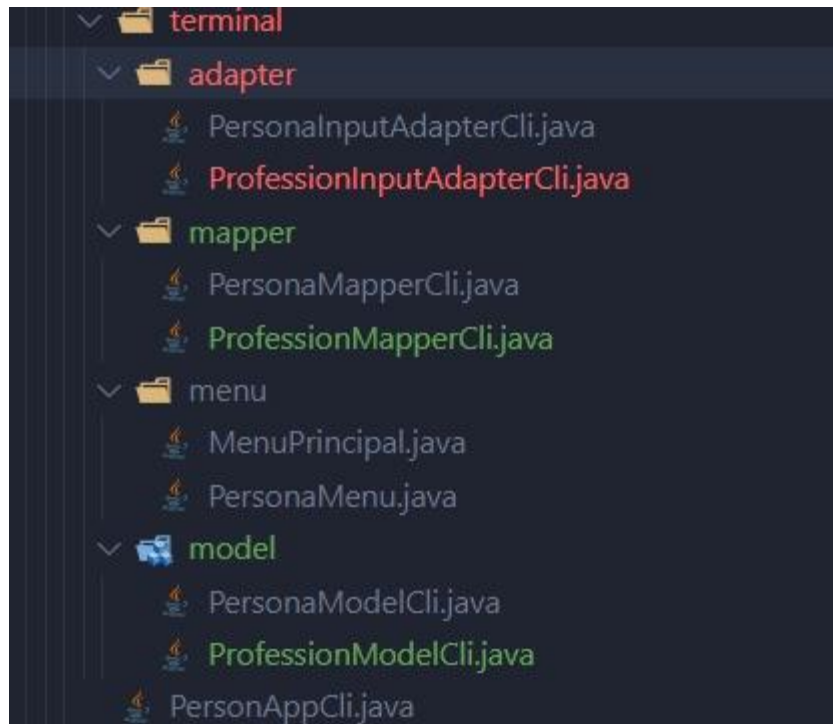 terminal
adapter
PersonaInputAdapterCli.java
ProfessionInputAdapterCli.java
mapper
PersonaMapperCli.java
ProfessionMapperCli.java
menu
MenuPrincipal.java
PersonaMenu.java
model
PersonaModelCli.java
ProfessionModelCli.java
PersonAppCli.java